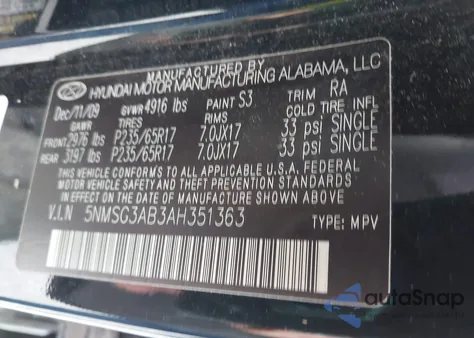 MANUFACTURED BY
HYUNDAI MOTOR MANUFACTURING ALABAMA, LLC
Dec/11/09 GVWR 4916 lbs PAINT S3 TRIM RA
GAWR TIRES RIMS COLD TIRE INFL
FRONT 2976 lbs P235/65R17 7.0JX17 33 psi SINGLE
REAR 3197 lbs P235/65R17 7.0JX17 33 psi SINGLE
THIS VEHICLE CONFORMS TO ALL APPLICABLE U.S.A. FEDERAL
MOTOR VEHICLE SAFETY AND THEFT PREVENTION STANDARDS IN
EFFECT ON THE DATE OF MANUFACTURE SHOWN ABOVE
V.I.N 5NMSG3AB3AH351363 TYPE: MPV
autoSnap